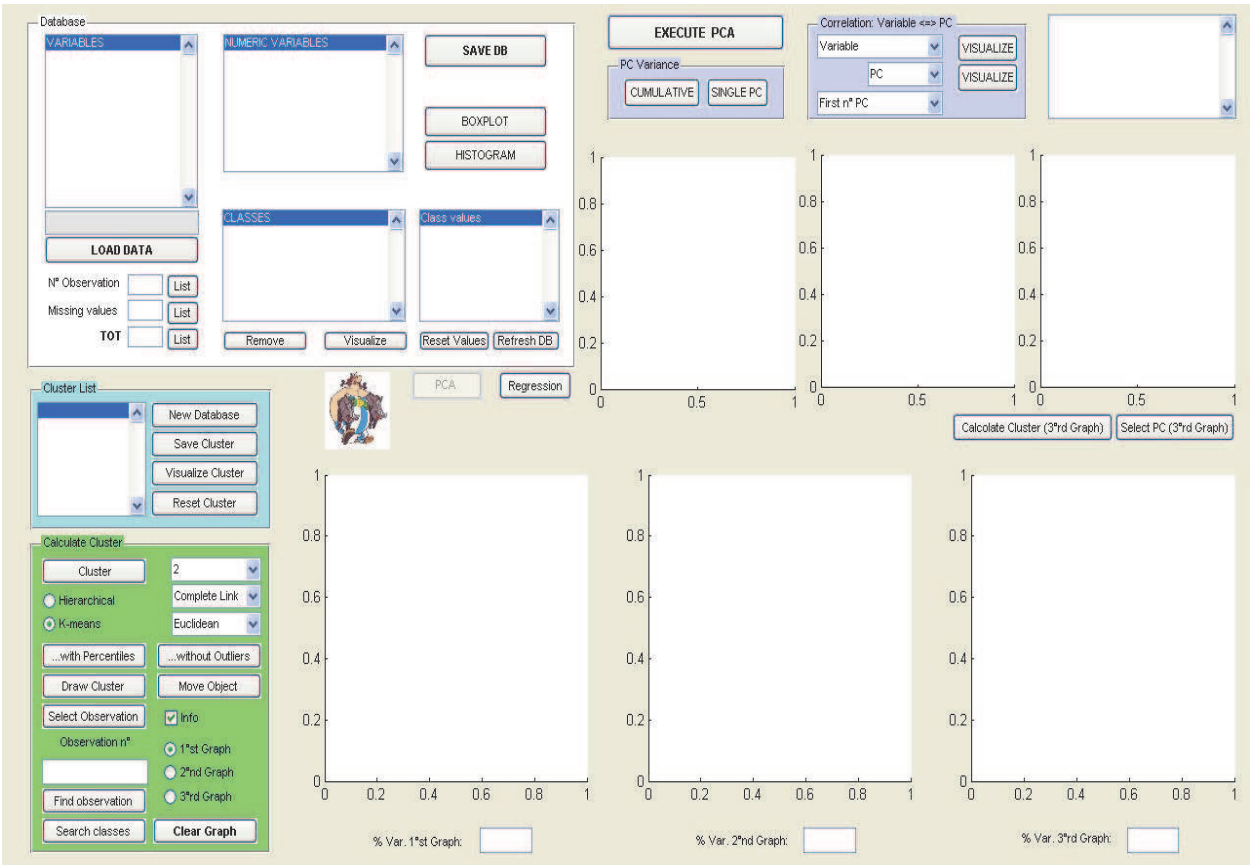 Database
VARIABLES
NUMERIC VARIABLES
SAVE DB
BOXPLOT
HISTOGRAM
LOAD DATA
CLASSES
Class values
N° Observation
List
Missing values
List
TOT
List
Remove
Visualize
Reset Values
Refresh DB
EXECUTE PCA
PC Variance
CUMULATIVE
SINGLE PC
Correlation: Variable <=> PC
Variable
VISUALIZE
PC
VISUALIZE
First n° PC
1
0.8
0.6
0.4
0.2
0
0
0.5
1
1
0.8
0.6
0.4
0.2
0
0
0.5
1
1
0.8
0.6
0.4
0.2
0
0
0.5
1
PCA
Regression
Calcolate Cluster (3°rd Graph)
Select PC (3°rd Graph)
Cluster List
New Database
Save Cluster
Visualize Cluster
Reset Cluster
Calculate Cluster
Cluster
2
Hierarchical
Complete Link
K-means
Euclidean
...with Percentiles
...without Outliers
Draw Cluster
Move Object
Select Observation
Info
Observation n°
1°st Graph
2°nd Graph
3°rd Graph
Find observation
Search classes
Clear Graph
1
0.8
0.6
0.4
0.2
0
0
0.2
0.4
0.6
0.8
1
% Var. 1°st Graph:
1
0.8
0.6
0.4
0.2
0
0
0.2
0.4
0.6
0.8
1
% Var. 2°nd Graph:
1
0.8
0.6
0.4
0.2
0
0
0.2
0.4
0.6
0.8
1
% Var. 3°rd Graph: